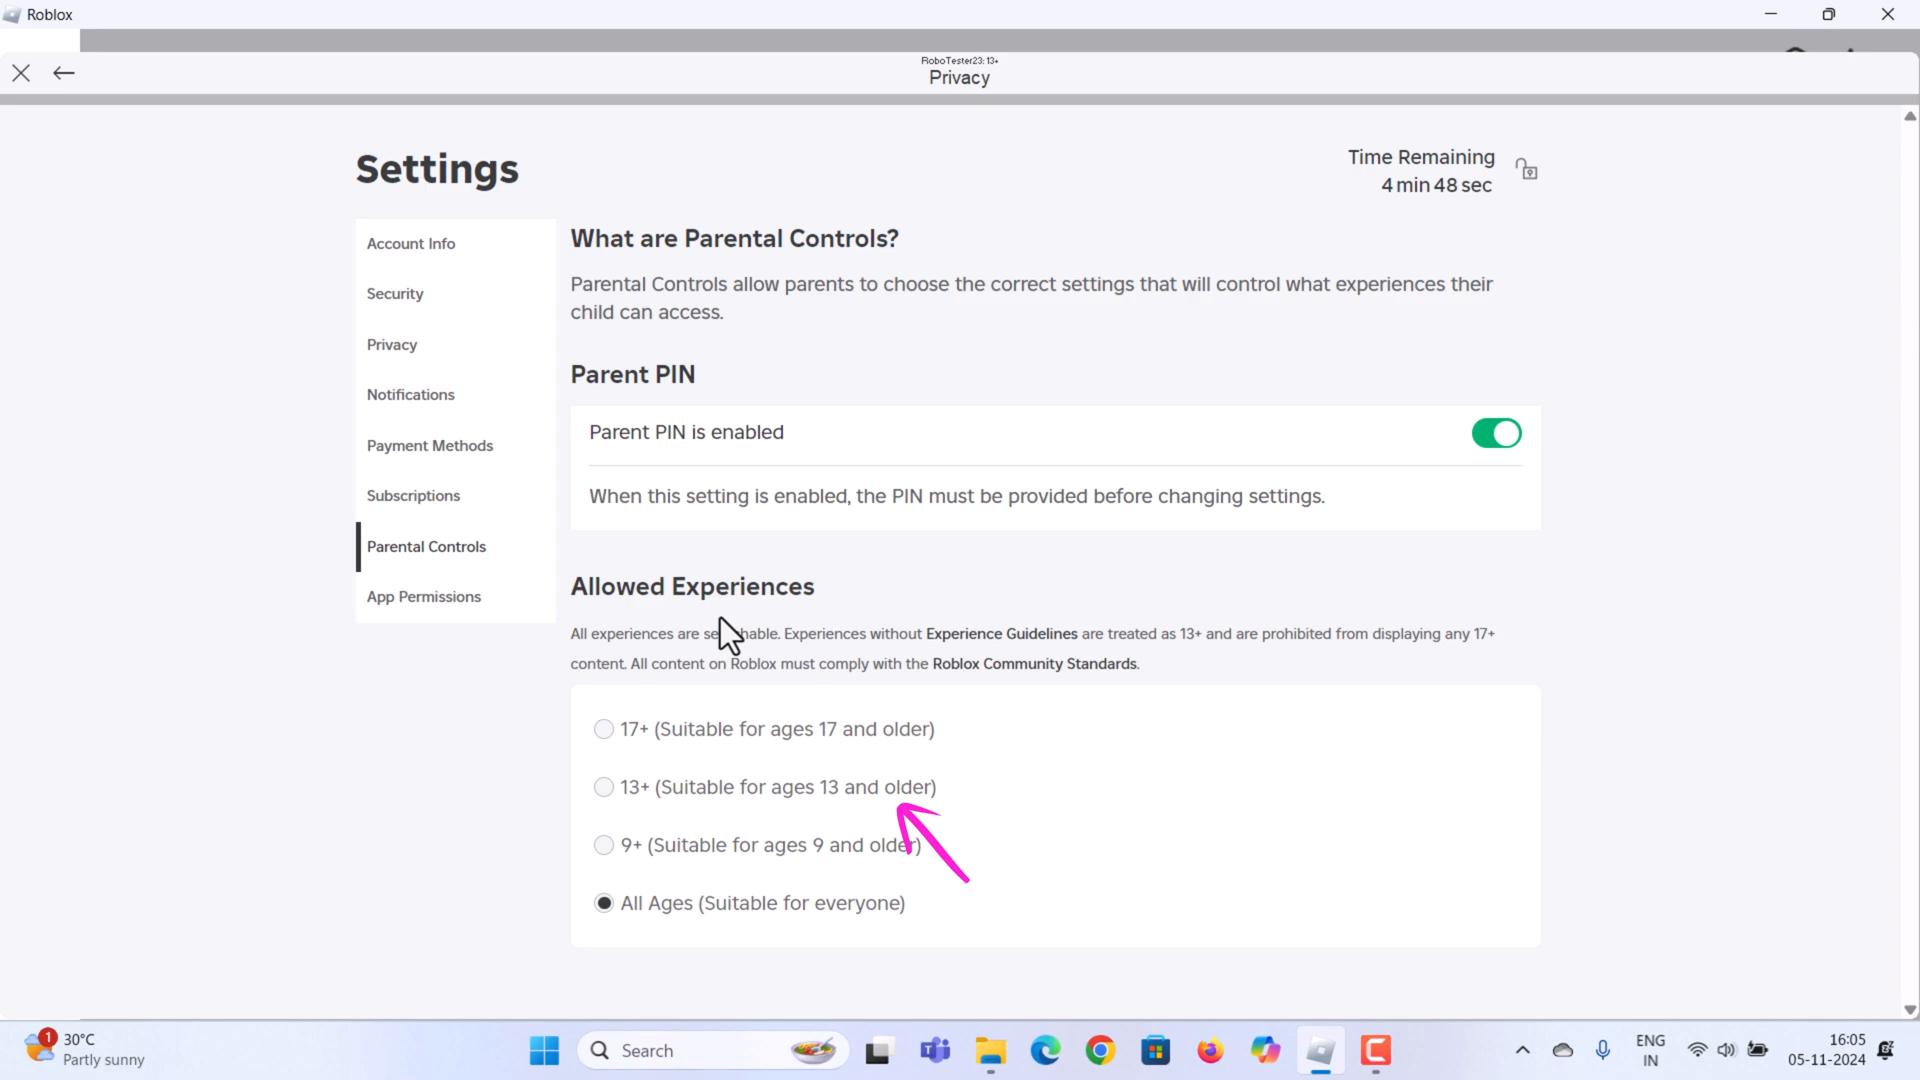 Roblox
RoboTester23: 13+
Privacy
Settings
Time Remaining
4 min 48 sec
Account Info
Security
Privacy
Notifications
Payment Methods
Subscriptions
Parental Controls
App Permissions
What are Parental Controls?
Parental Controls allow parents to choose the correct settings that will control what experiences their
child can access.
Parent PIN
Parent PIN is enabled
When this setting is enabled, the PIN must be provided before changing settings.
Allowed Experiences
All experiences are searchable. Experiences without Experience Guidelines are treated as 13+ and are prohibited from displaying any 17+
content. All content on Roblox must comply with the Roblox Community Standards.
17+ (Suitable for ages 17 and older)
13+ (Suitable for ages 13 and older)
9+ (Suitable for ages 9 and older)
All Ages (Suitable for everyone)
1
30°C
Partly sunny
Search
ENG
IN
16:05
05-11-2024